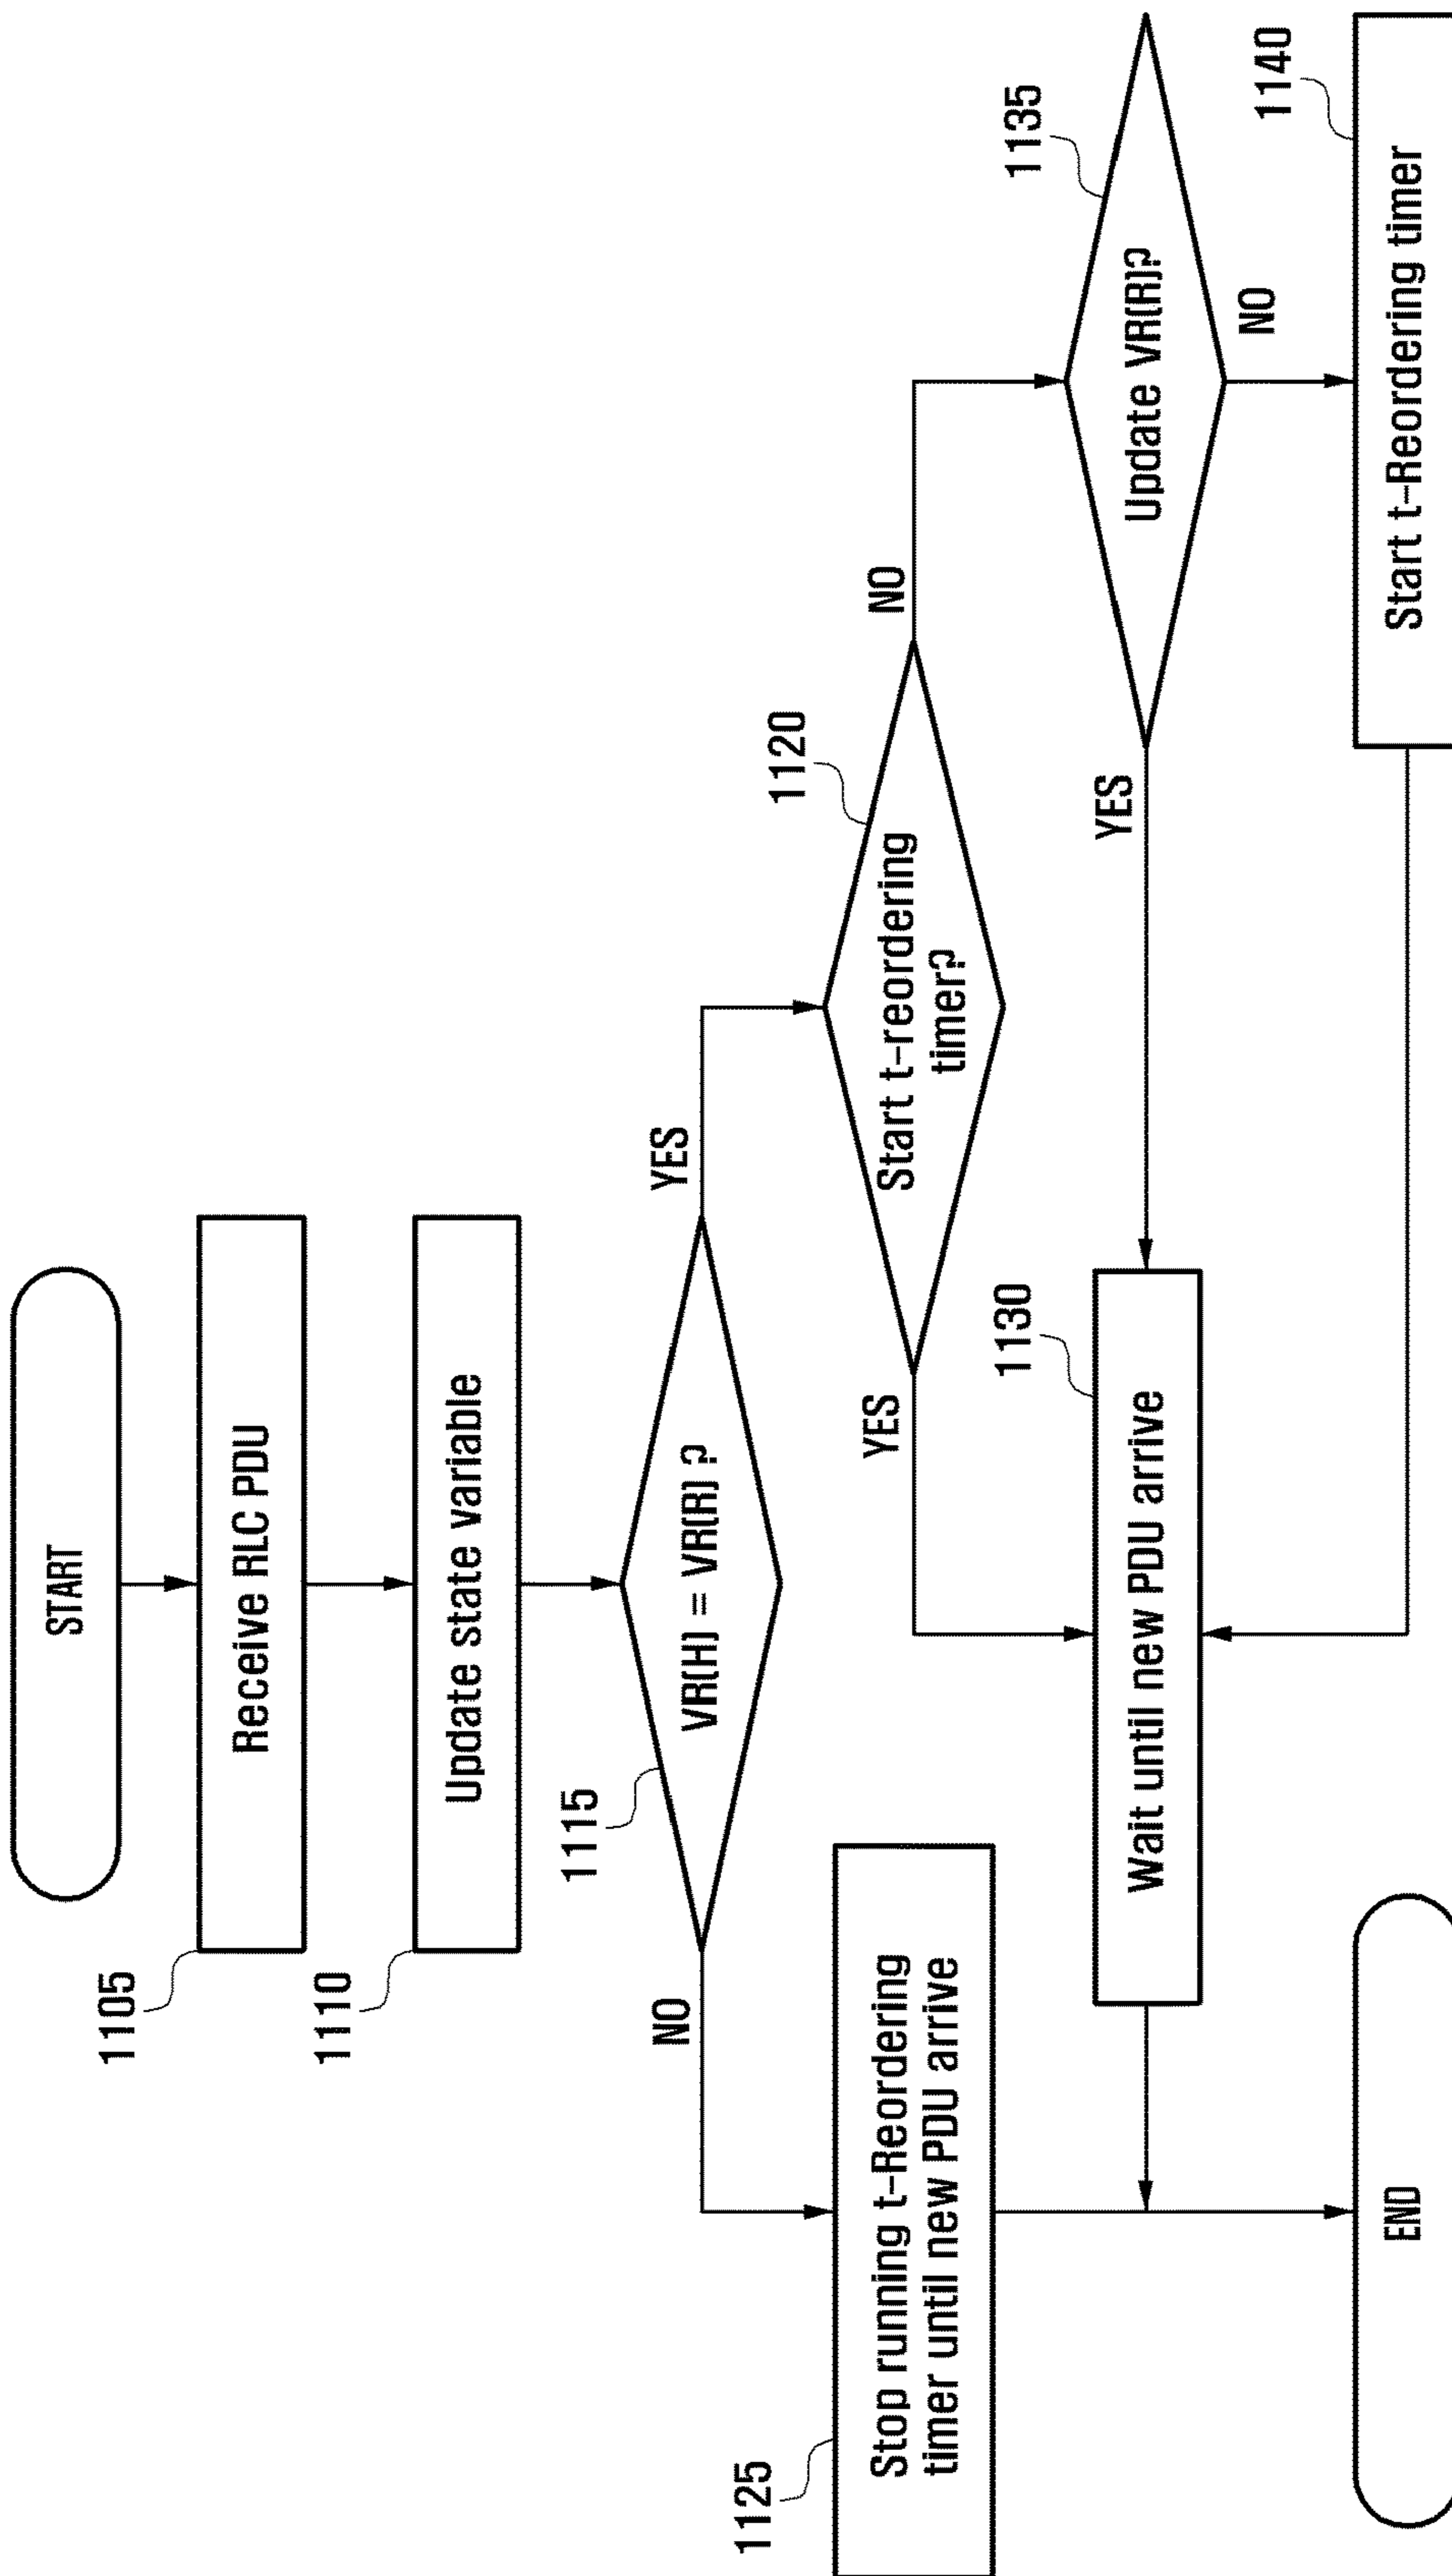 START
1105
Receive RLC PDU
1110
Update state variable
1115
VR(H) = VR(R) ?
NO
YES
1125
Stop running t-Reordering
timer until new PDU arrive
1120
Start t-reordering
timer?
YES
NO
1130
Wait until new PDU arrive
1135
Update VR(R)?
YES
NO
1140
Start t-Reordering timer
END